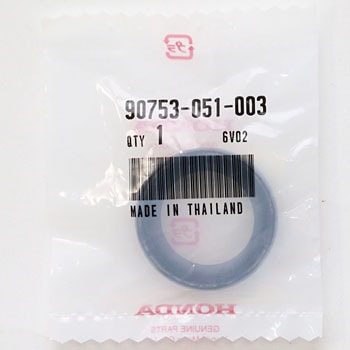 90753-051-003
QTY 1 6V02
MADE IN THAILAND
HONDA
GENUINE PARTS